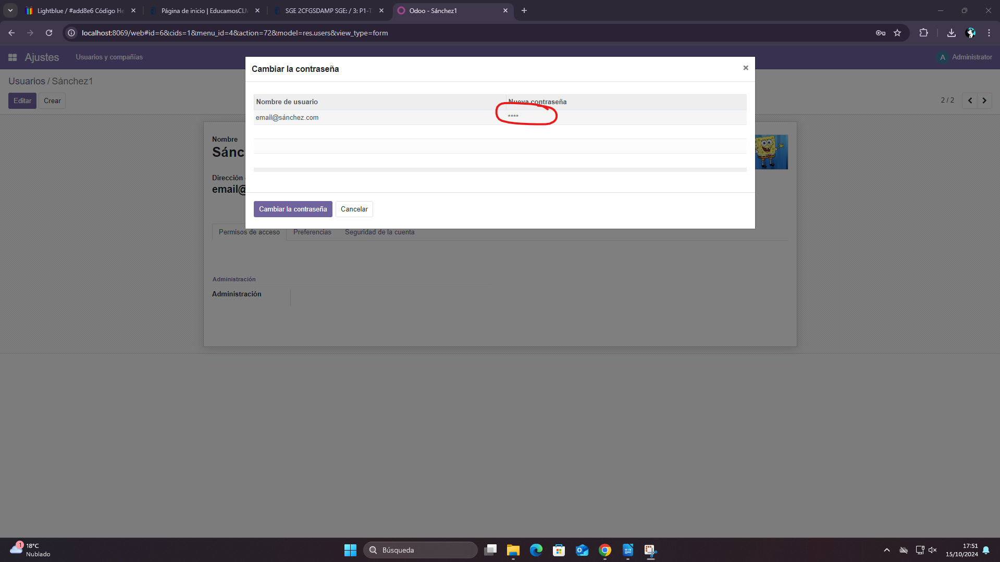 Lightblue / #add8e6 Código He
Página de inicio | EducamosCLM
SGE 2CFGSDAMP SGE: / 3: P1-T
Odoo - Sánchez1
localhost:8069/web#id=6&cids=1&menu_id=4&action=72&model=res.users&view_type=form
Ajustes
Usuarios y compañías
A
Administrator
Usuarios / Sánchez1
Editar
Crear
2 / 2
Cambiar la contraseña
×
Nombre de usuario
Nueva contraseña
email@sánchez.com
****
Nombre
Sánc
Dirección
email@
Cambiar la contraseña
Cancelar
Permisos de acceso
Preferencias
Seguridad de la cuenta
Administración
Administración
1
18°C
Nublado
Búsqueda
17:51
15/10/2024